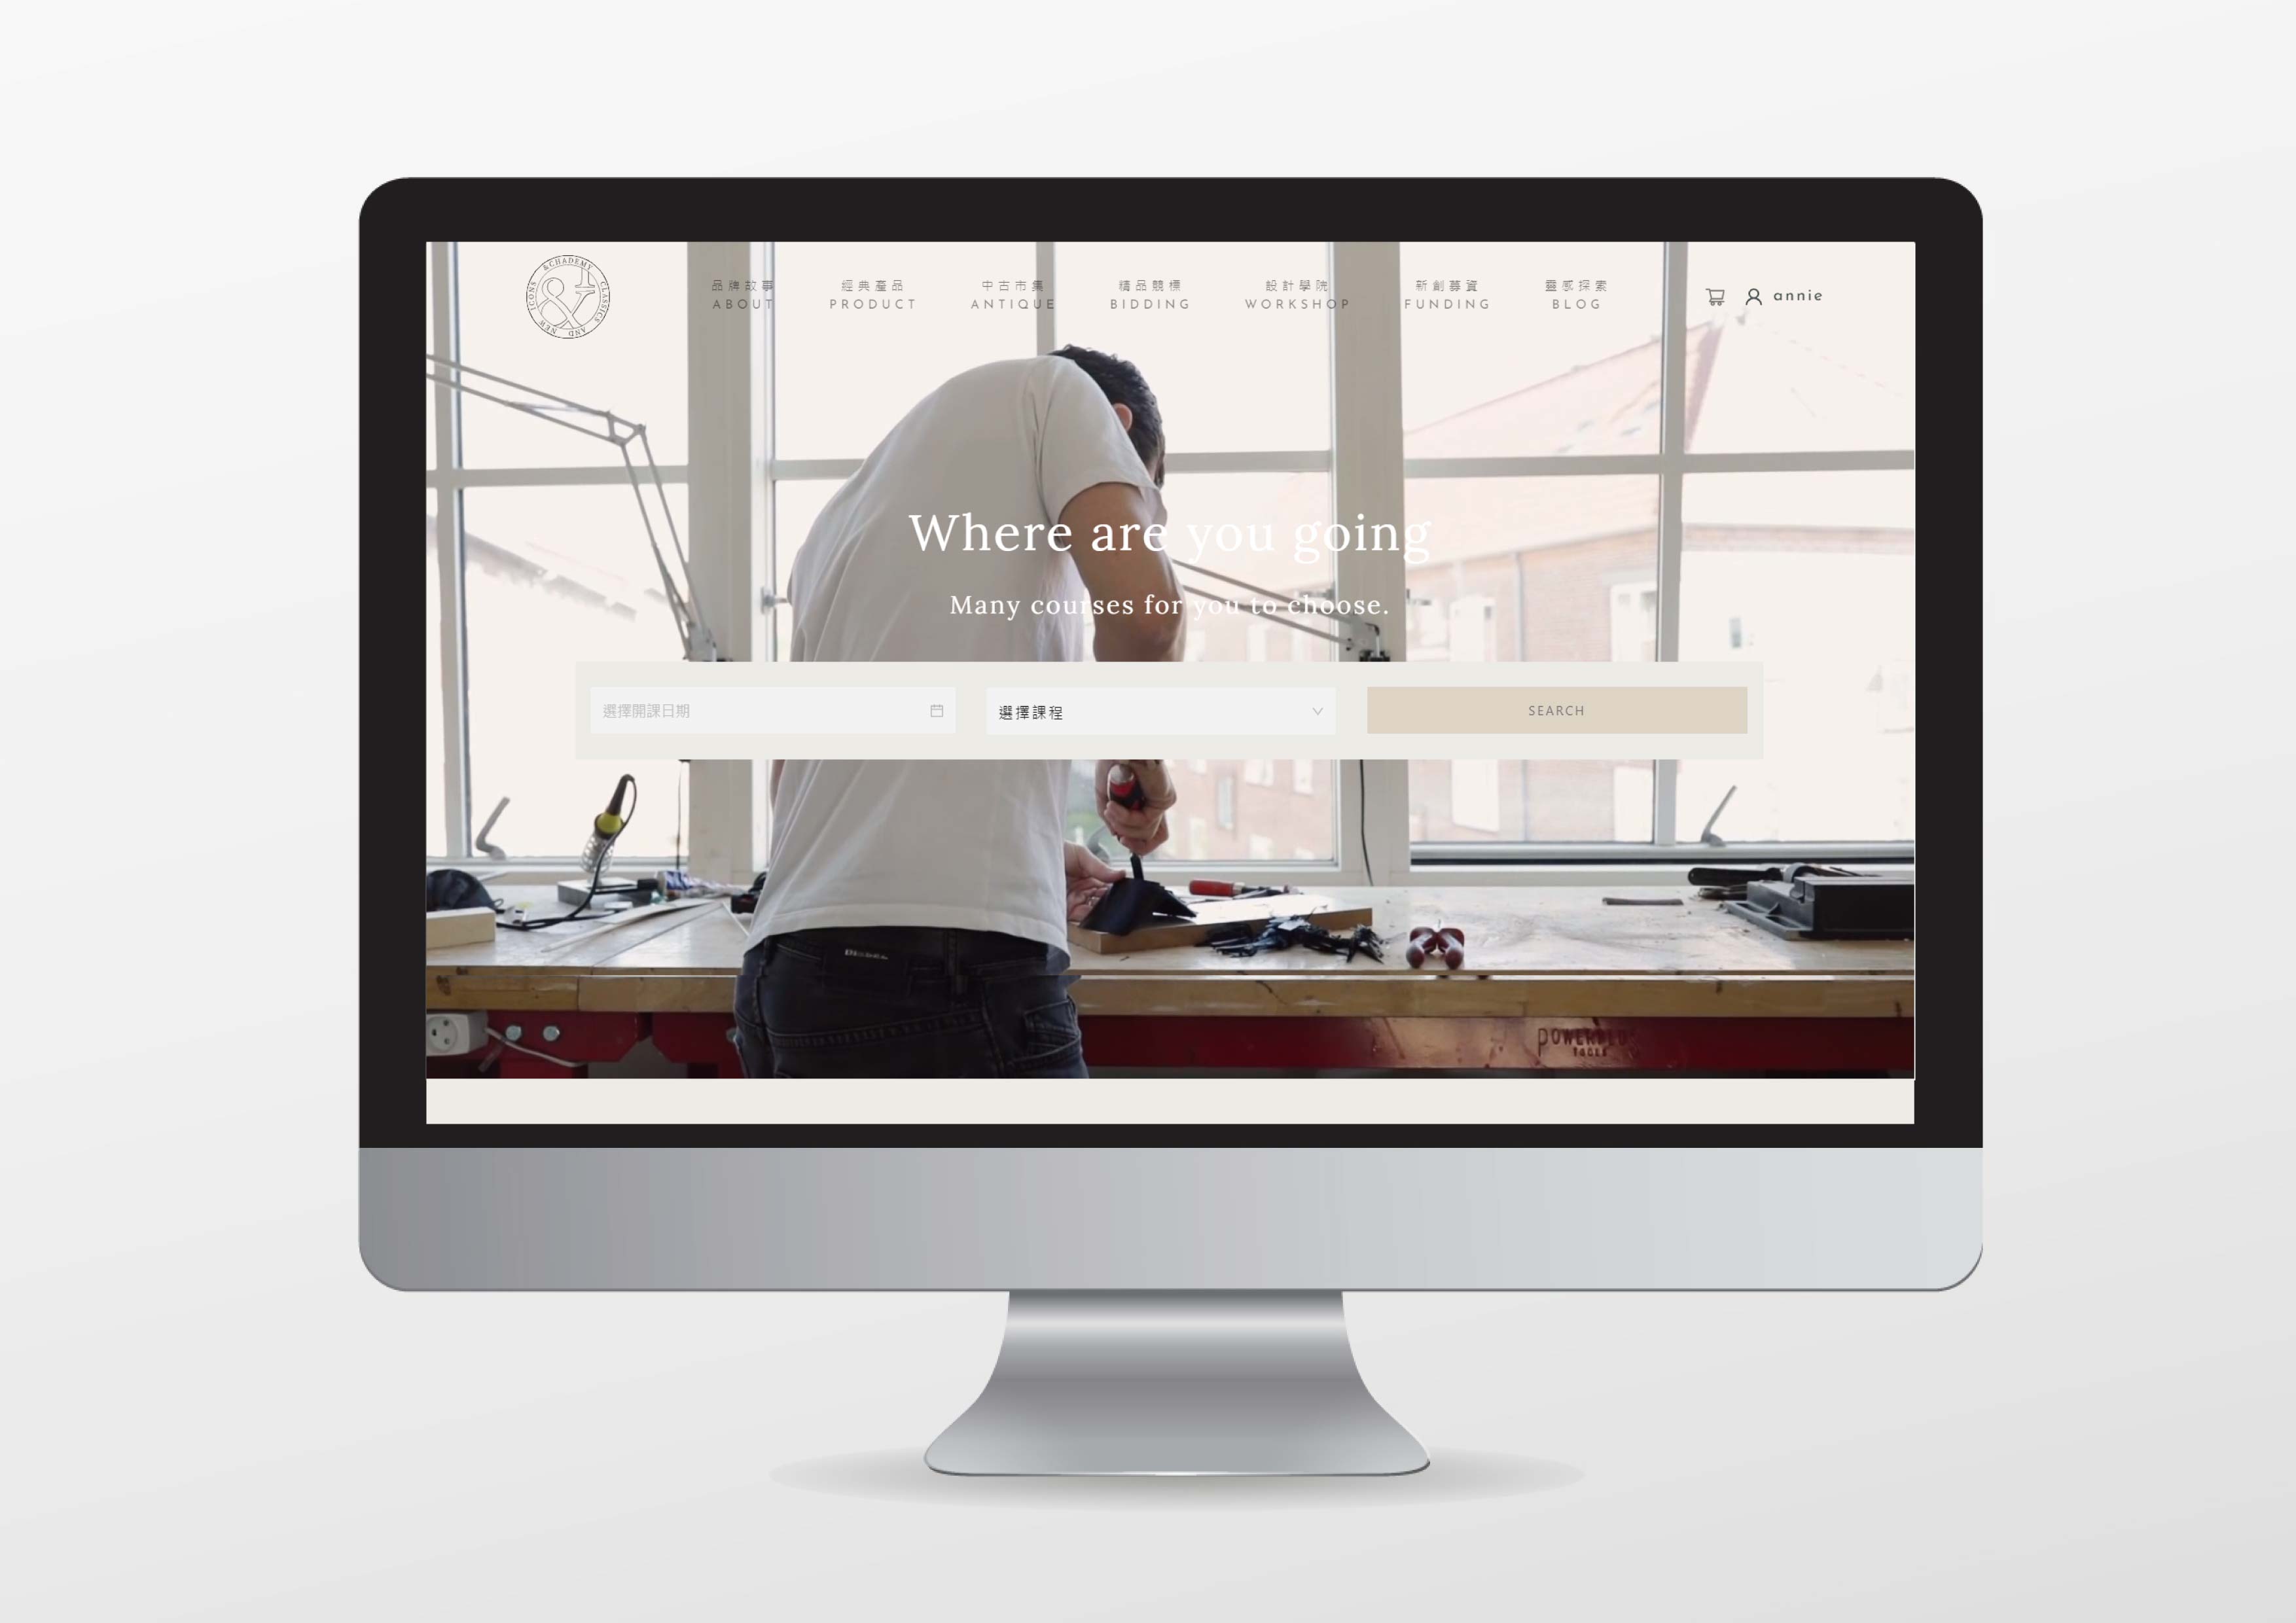 &CHADEMY CLASSICS AND NEW ICONS
&
品牌故事
ABOUT
經典產品
PRODUCT
中古市集
ANTIQUE
精品競標
BIDDING
設計學院
WORKSHOP
新創募資
FUNDING
靈感探索
BLOG
annie
Where are you going
Many courses for you to choose.
選擇開課日期
選擇課程
SEARCH
TOOLS